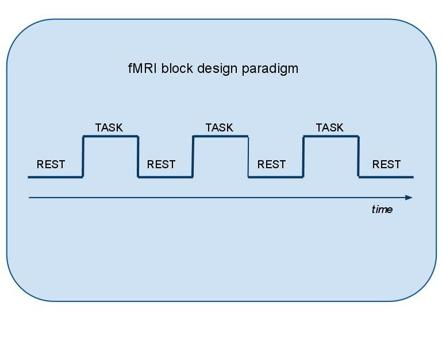 fMRI block design paradigm
TASK TASK TASK
REST REST REST REST
time